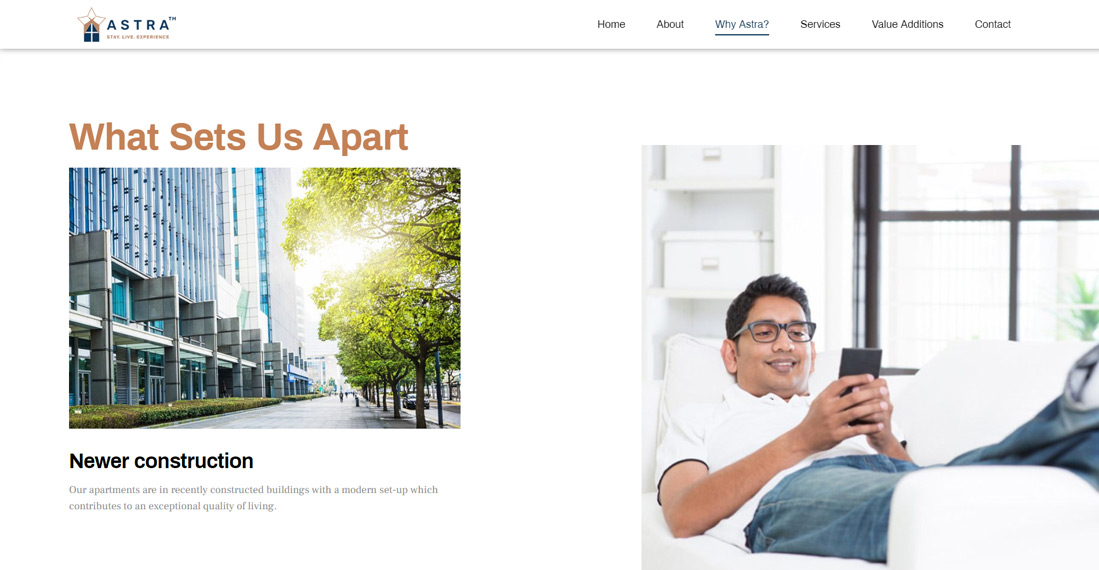 ASTRA™
STAY. LIVE. EXPERIENCE
Home About Why Astra? Services Value Additions Contact
What Sets Us Apart
Newer construction
Our apartments are in recently constructed buildings with a modern set-up which
contributes to an exceptional quality of living.